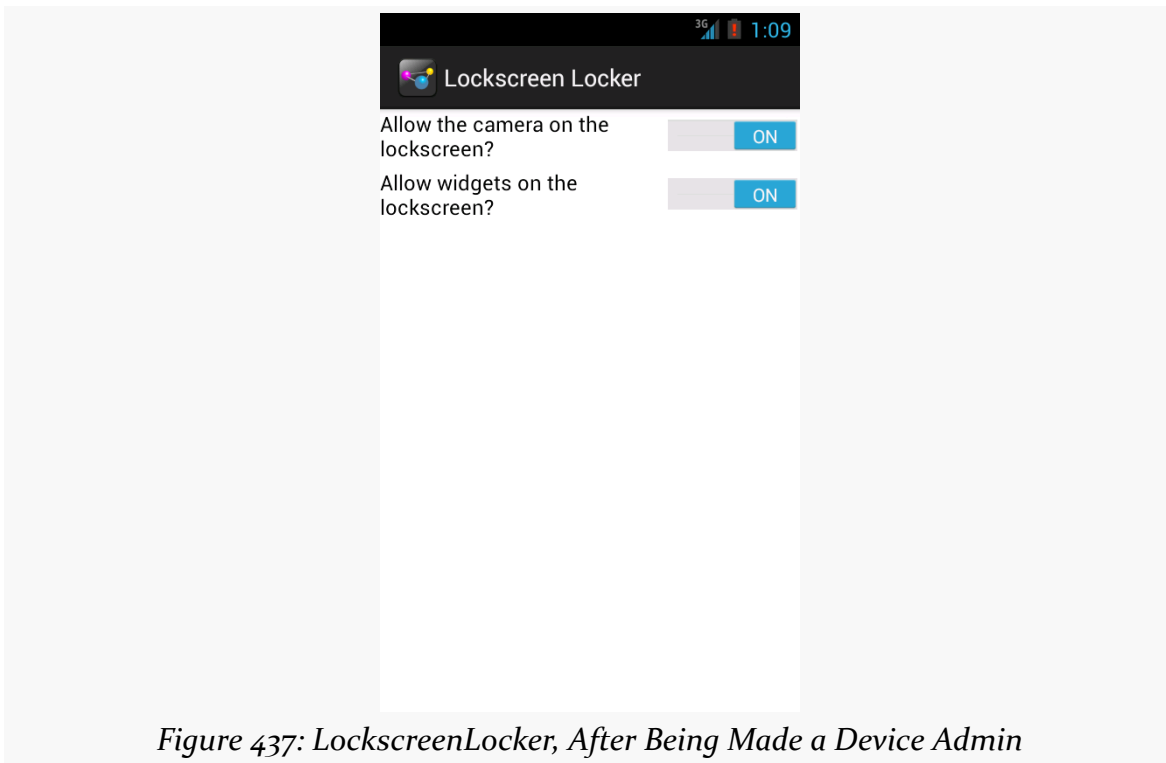 3G 1:09
Lockscreen Locker
Allow the camera on the
lockscreen?
ON
Allow widgets on the
lockscreen?
ON
Figure 437: LockscreenLocker, After Being Made a Device Admin